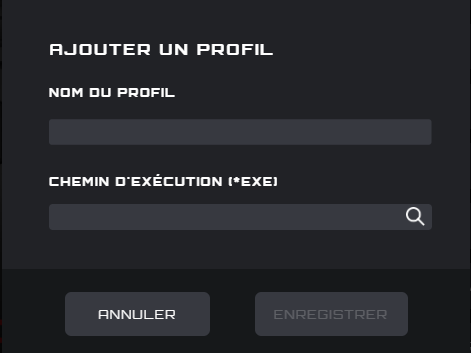 AJOUTER UN PROFIL
NOM DU PROFIL
CHEMIN D'EXÉCUTION (*EXE)
ANNULER
ENREGISTRER